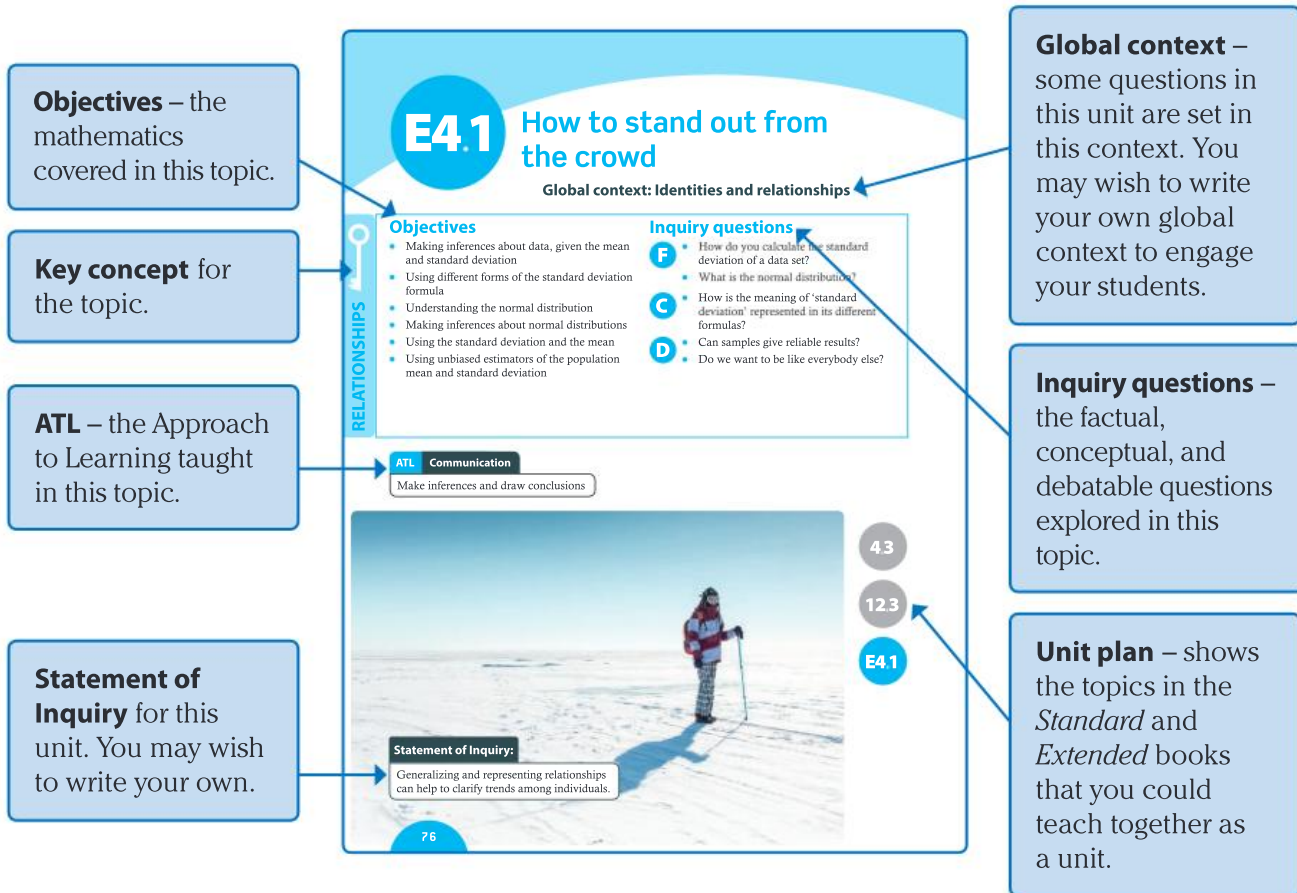 Objectives – the
mathematics
covered in this topic.
Key concept for
the topic.
ATL – the Approach
to Learning taught
in this topic.
Statement of
Inquiry for this
unit. You may wish
to write your own.
E4.1
How to stand out from
the crowd
Global context: Identities and relationships
RELATIONSHIPS
Objectives
• Making inferences about data, given the mean
and standard deviation
• Using different forms of the standard deviation
formula
• Understanding the normal distribution
• Making inferences about normal distributions
• Using the standard deviation and the mean
• Using unbiased estimators of the population
mean and standard deviation
Inquiry questions
F
• How do you calculate the standard
deviation of a data set?
• What is the normal distribution?
C
• How is the meaning of ‘standard
deviation’ represented in its different
formulas?
D
• Can samples give reliable results?
• Do we want to be like everybody else?
ATL Communication
Make inferences and draw conclusions
4.3
12.3
E4.1
Statement of Inquiry:
Generalizing and representing relationships
can help to clarify trends among individuals.
76
Global context –
some questions in
this unit are set in
this context. You
may wish to write
your own global
context to engage
your students.
Inquiry questions –
the factual,
conceptual, and
debatable questions
explored in this
topic.
Unit plan – shows
the topics in the
Standard and
Extended books
that you could
teach together as
a unit.